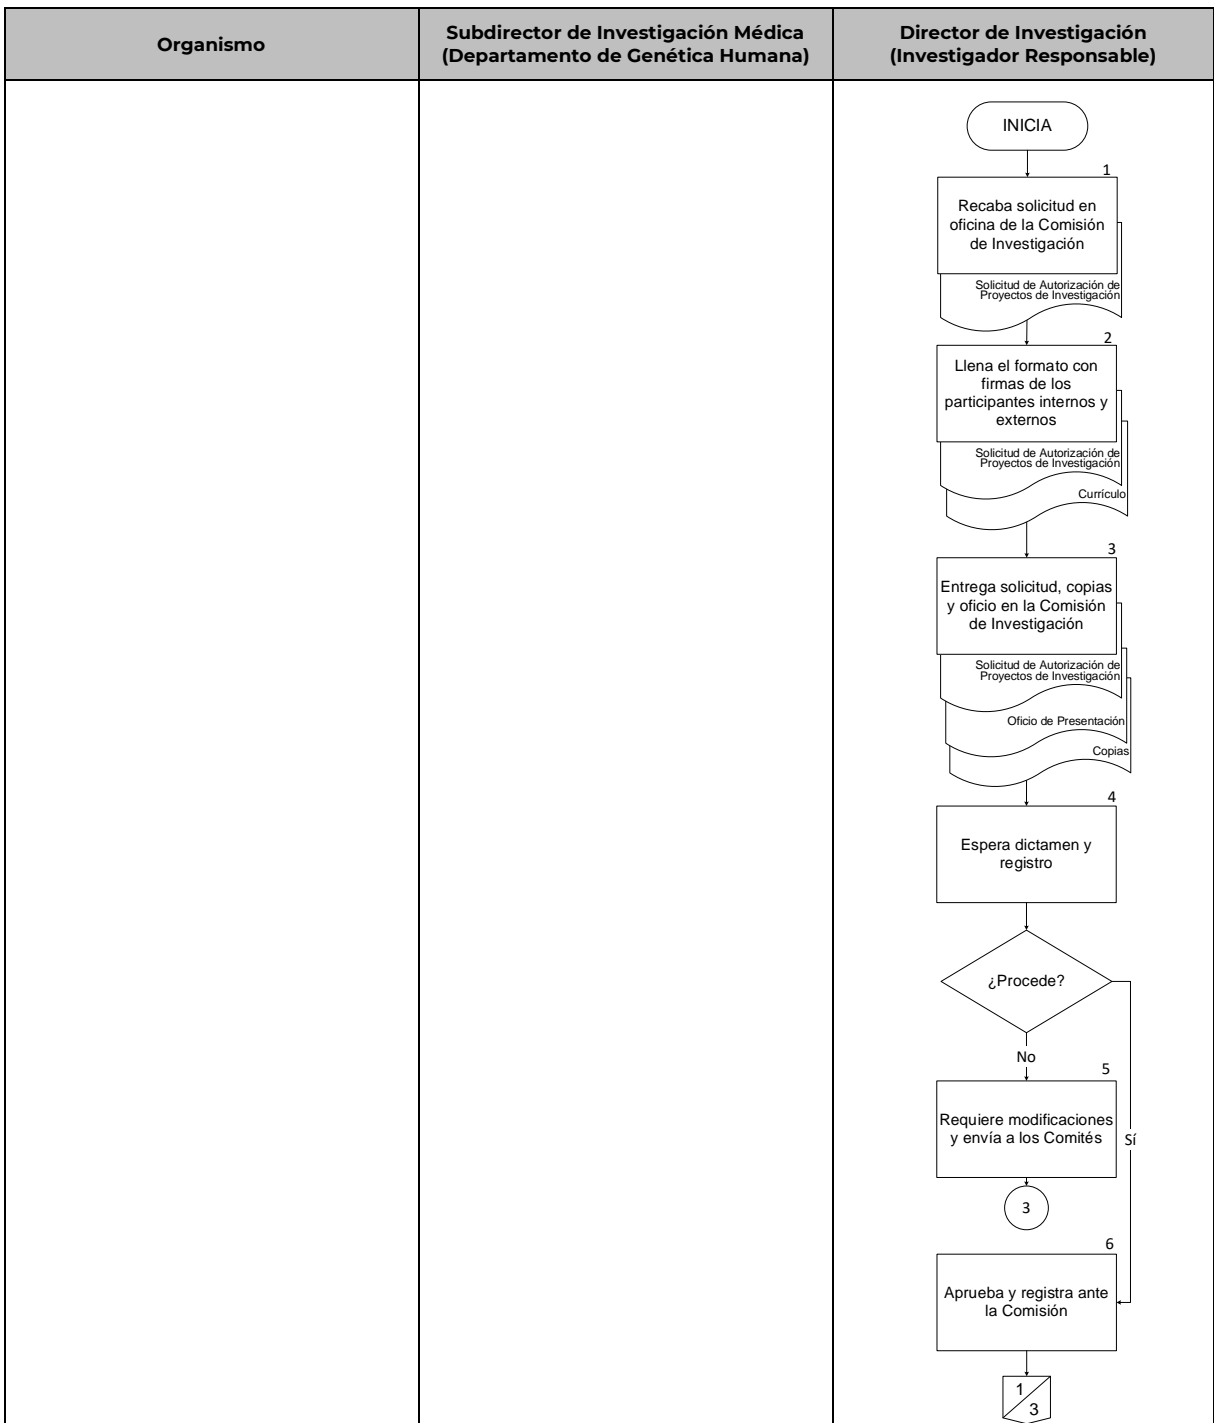 Organismo
Subdirector de Investigación Médica
(Departamento de Genética Humana)
Director de Investigación
(Investigador Responsable)
INICIA
1
Recaba solicitud en
oficina de la Comisión
de Investigación
Solicitud de Autorización de
Proyectos de Investigación
2
Llena el formato con
firmas de los
participantes internos y
externos
Solicitud de Autorización de
Proyectos de Investigación
Currículo
3
Entrega solicitud, copias
y oficio en la Comisión
de Investigación
Solicitud de Autorización de
Proyectos de Investigación
Oficio de Presentación
Copias
4
Espera dictamen y
registro
¿Procede?
No
5
Requiere modificaciones
y envía a los Comités
Sí
3
6
Aprueba y registra ante
la Comisión
1
3